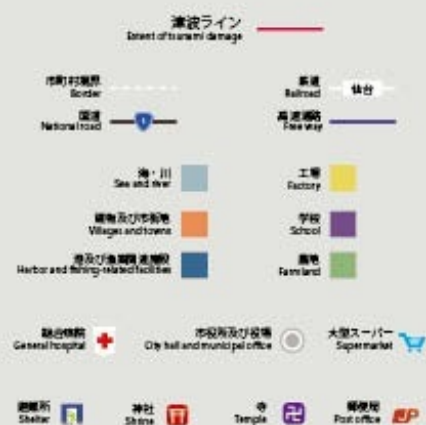 津波ライン
Extent of tsunami damage
市町村境界
Border
鉄道
Railroad
仙台
国道
National road
高速道路
Freeway
海・川
Sea and river
工場
Factory
建物及び市街地
Villages and towns
学校
School
港及び漁業関連施設
Harbor and fishing-related facilities
農地
Farm land
総合病院
General hospital
市役所及び役場
City hall and municipal office
大型スーパー
Supermarket
避難所
Shelter
神社
Shrine
寺
Temple
郵便局
Post office
JP